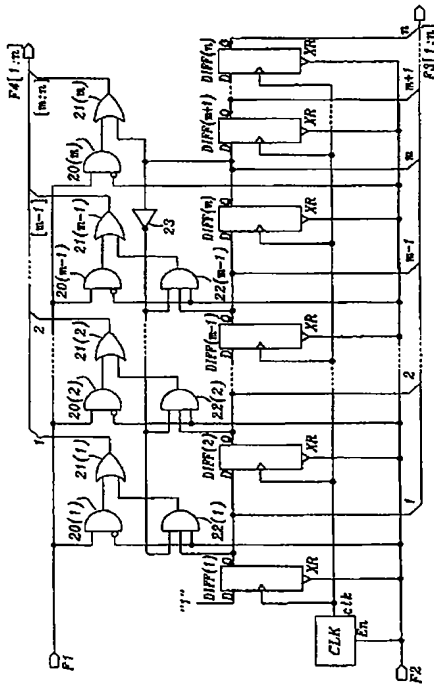 F4[1:n]
1
2
[m-1]
[m:n]
21(1)
21(2)
21(m-1)
21(m)
20(1)
20(2)
20(m-1)
20(m)
F1
23
22(1)
22(2)
22(m-1)
"1"
DIFF(1)
DIFF(2)
DIFF(m-1)
DIFF(m)
DIFF(m+1)
DIFF(n)
D Q
D Q
D Q
D Q
D Q
D Q
XR
XR
XR
XR
XR
XR
CLK
clk
En
F2
1
2
m-1
m
m+1
n
F3[1:n]